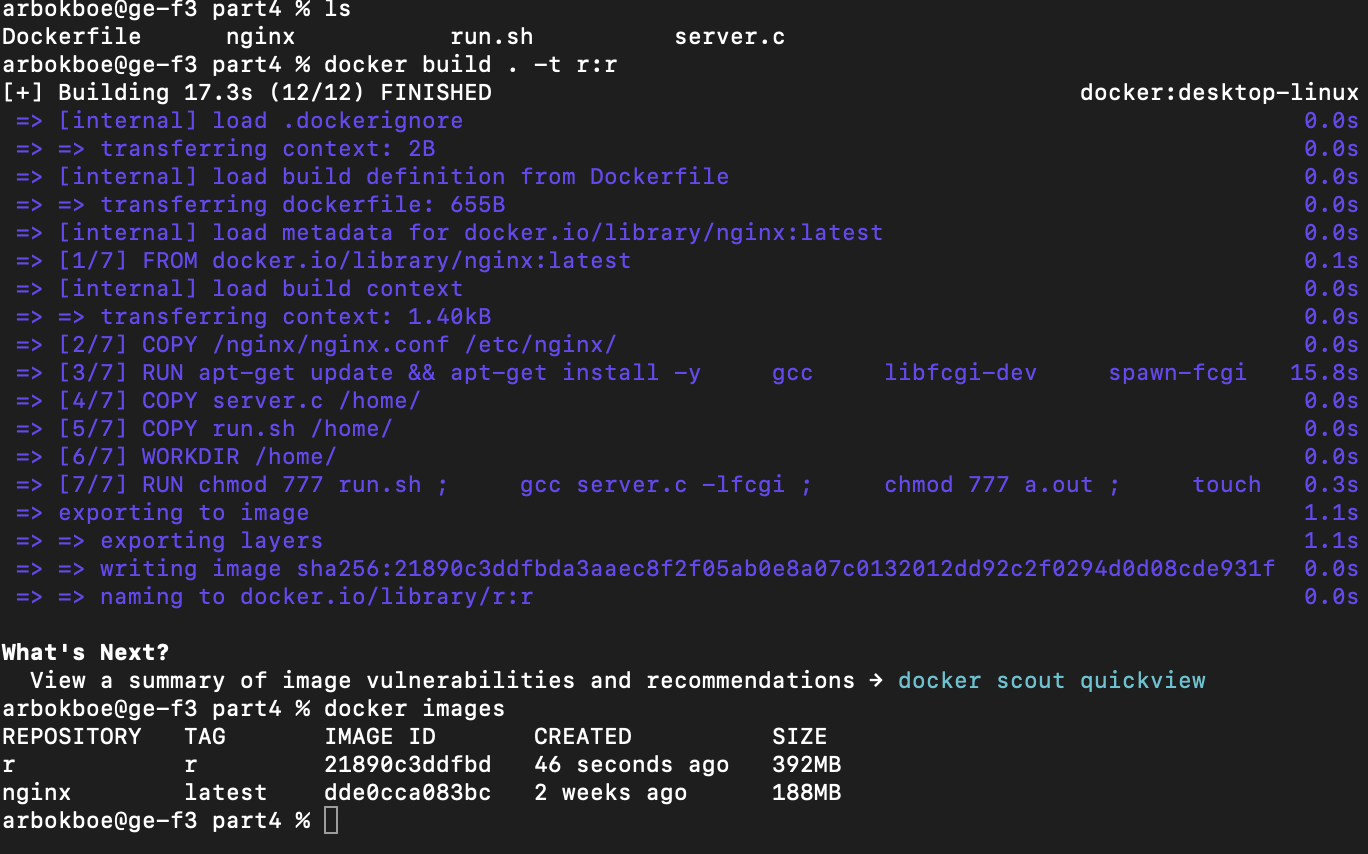 arbokboe@ge-f3 part4 % ls
Dockerfile      nginx           run.sh          server.c
arbokboe@ge-f3 part4 % docker build . -t r:r
[+] Building 17.3s (12/12) FINISHED                                          docker:desktop-linux
 => [internal] load .dockerignore                                                            0.0s
 => => transferring context: 2B                                                              0.0s
 => [internal] load build definition from Dockerfile                                         0.0s
 => => transferring dockerfile: 655B                                                         0.0s
 => [internal] load metadata for docker.io/library/nginx:latest                              0.0s
 => [1/7] FROM docker.io/library/nginx:latest                                                0.1s
 => [internal] load build context                                                            0.0s
 => => transferring context: 1.40kB                                                          0.0s
 => [2/7] COPY /nginx/nginx.conf /etc/nginx/                                                 0.0s
 => [3/7] RUN apt-get update && apt-get install -y     gcc     libfcgi-dev     spawn-fcgi   15.8s
 => [4/7] COPY server.c /home/                                                               0.0s
 => [5/7] COPY run.sh /home/                                                                 0.0s
 => [6/7] WORKDIR /home/                                                                     0.0s
 => [7/7] RUN chmod 777 run.sh ;     gcc server.c -lfcgi ;     chmod 777 a.out ;     touch   0.3s
 => exporting to image                                                                       1.1s
 => => exporting layers                                                                      1.1s
 => => writing image sha256:21890c3ddfbda3aaec8f2f05ab0e8a07c0132012dd92c2f0294d0d08cde931f  0.0s
 => => naming to docker.io/library/r:r                                                       0.0s
What's Next?
  View a summary of image vulnerabilities and recommendations → docker scout quickview
arbokboe@ge-f3 part4 % docker images
REPOSITORY   TAG       IMAGE ID       CREATED          SIZE
r            r         21890c3ddfbd   46 seconds ago   392MB
nginx        latest    dde0cca083bc   2 weeks ago      188MB
arbokboe@ge-f3 part4 %